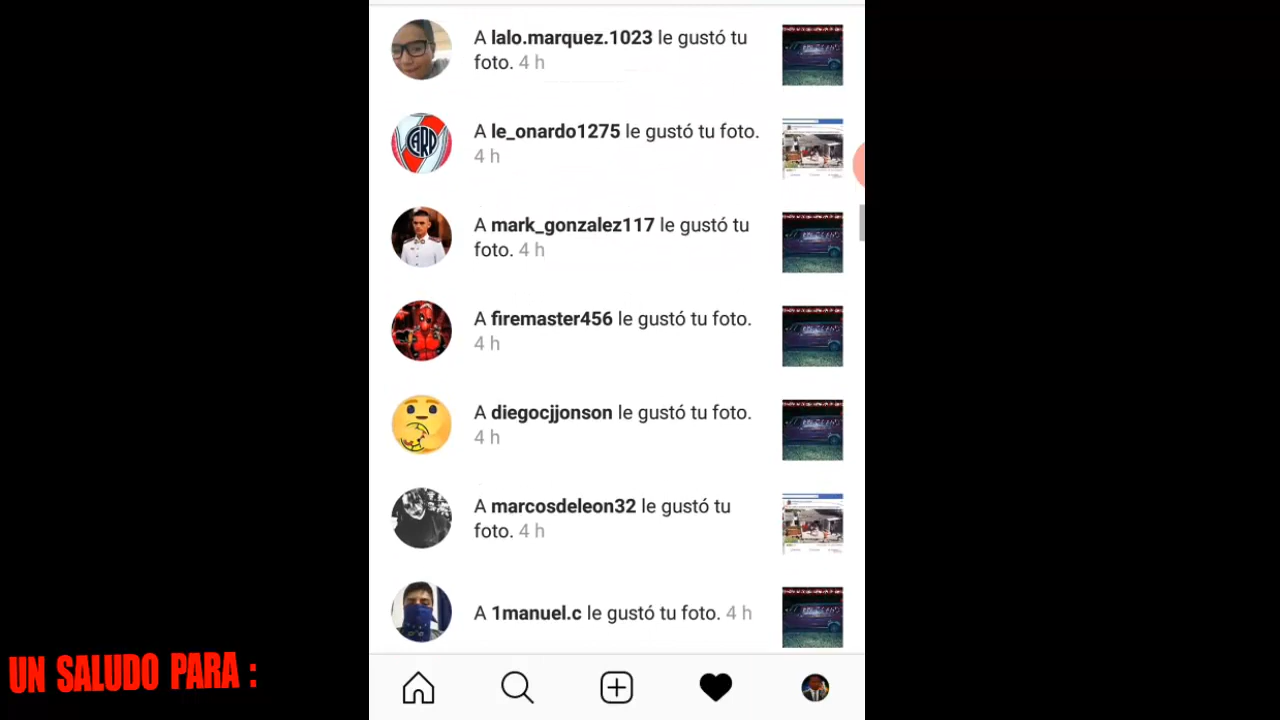 A lalo.marquez.1023 le gustó tu
foto. 4 h
A le_onardo1275 le gustó tu foto.
4 h
A mark_gonzalez117 le gustó tu
foto. 4 h
A firemaster456 le gustó tu foto.
4 h
A diegocjjonson le gustó tu foto.
4 h
A marcosdeleon32 le gustó tu
foto. 4 h
A 1manuel.c le gustó tu foto. 4 h
UN SALUDO PARA :